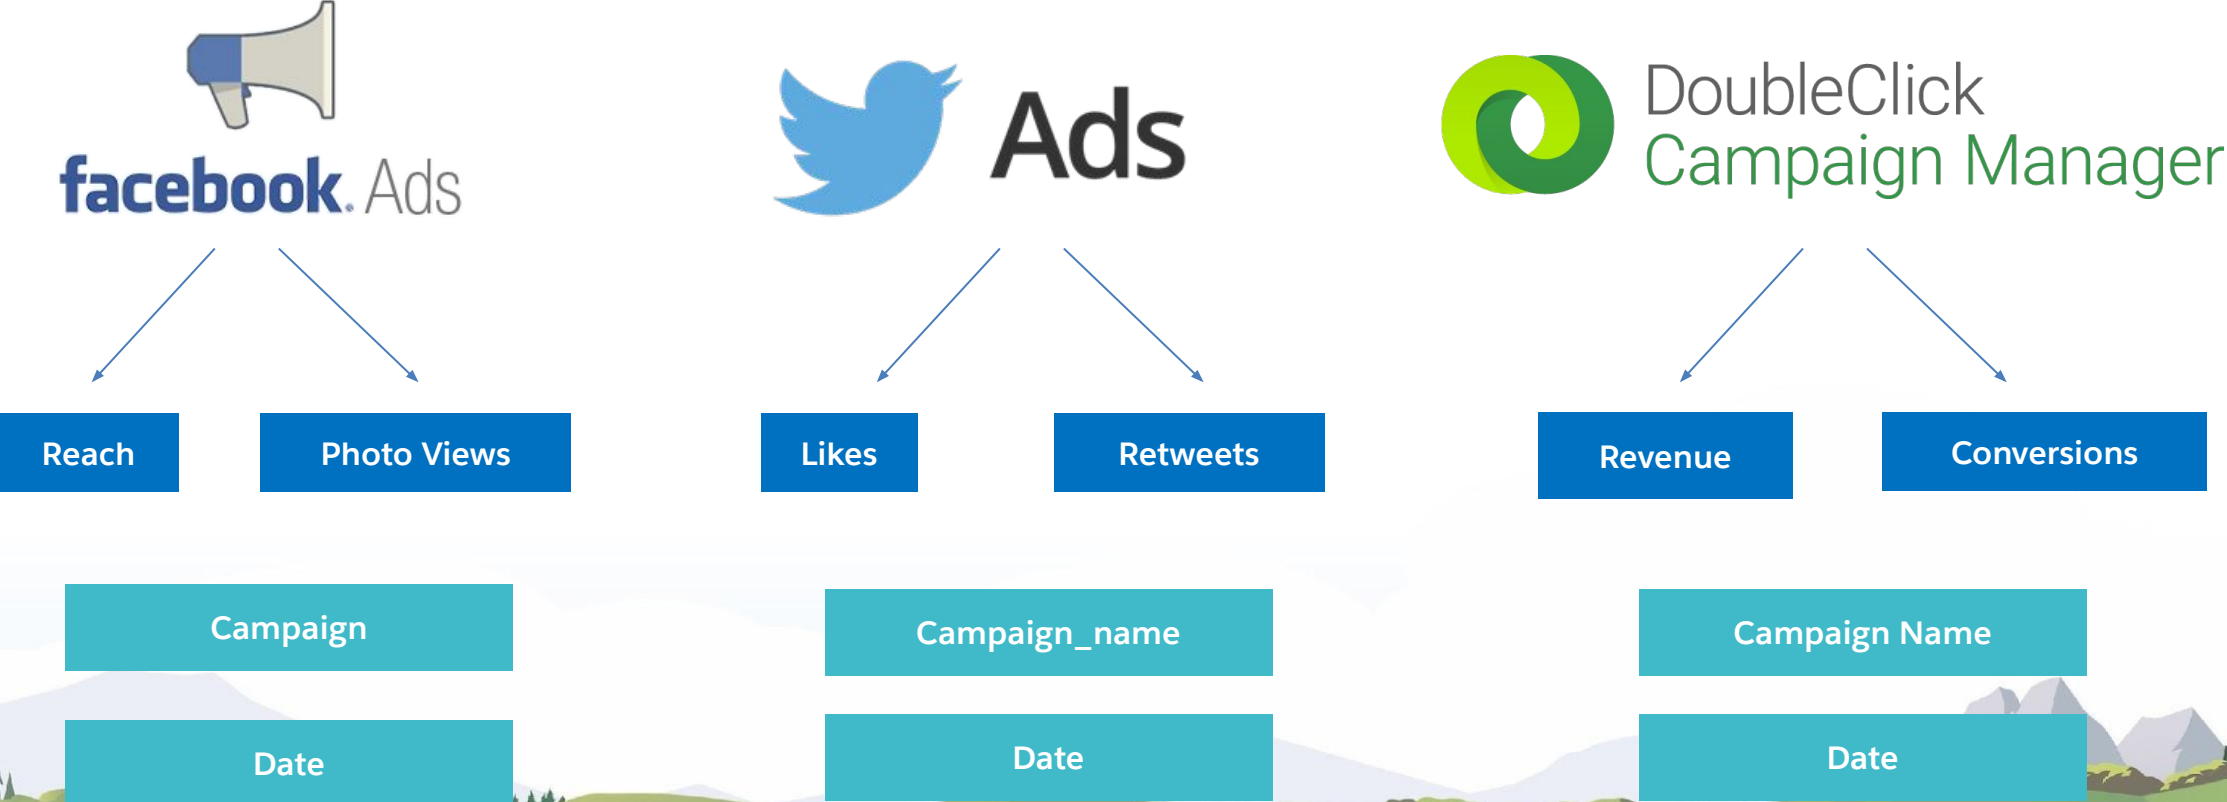 facebook. Ads
Ads
DoubleClick
Campaign Manager
Reach
Photo Views
Likes
Retweets
Revenue
Conversions
Campaign
Campaign_name
Campaign Name
Date
Date
Date